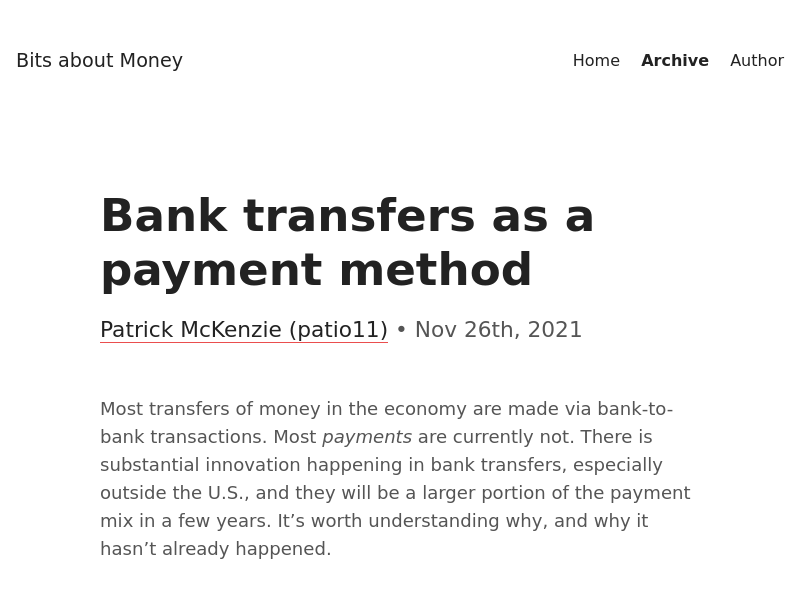 Bits about Money
Home Archive Author
Bank transfers as a
payment method
Patrick McKenzie (patio11) • Nov 26th, 2021
Most transfers of money in the economy are made via bank-to-
bank transactions. Most payments are currently not. There is
substantial innovation happening in bank transfers, especially
outside the U.S., and they will be a larger portion of the payment
mix in a few years. It’s worth understanding why, and why it
hasn’t already happened.